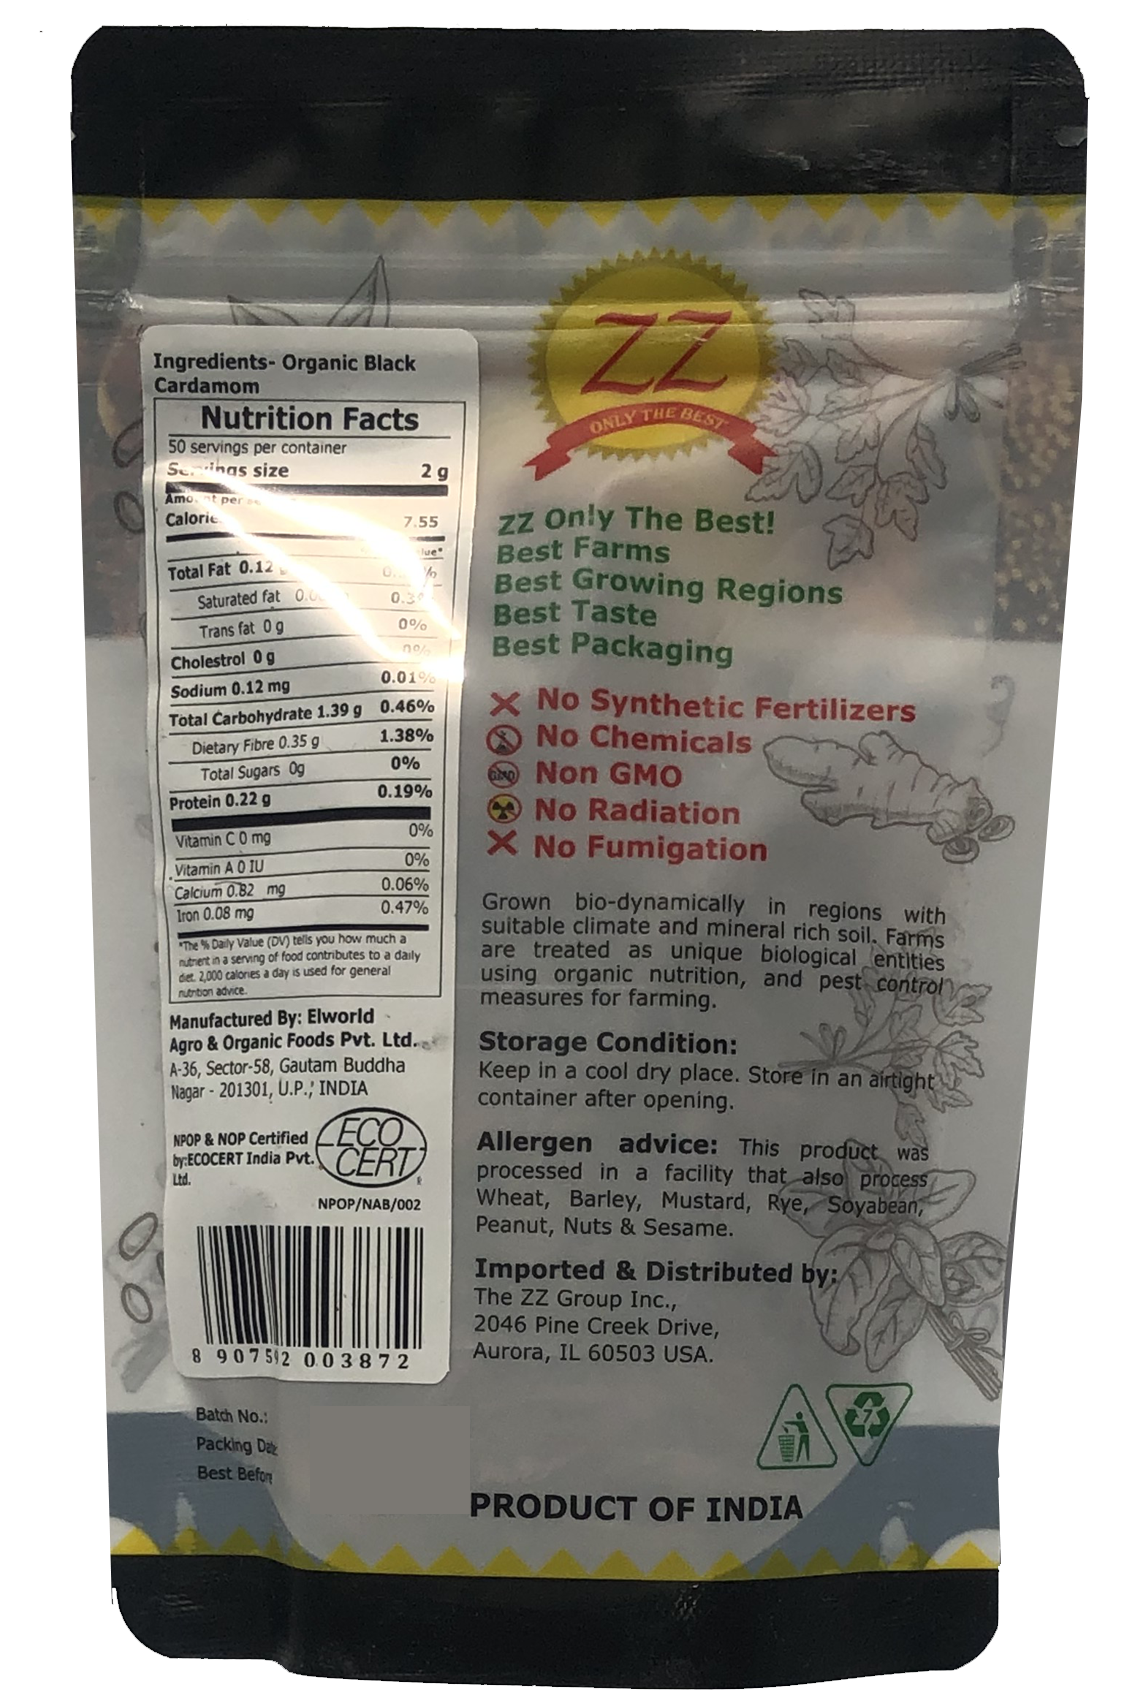 Ingredients- Organic Black
Cardamom
Nutrition Facts
50 servings per container
size 2 g
per
7.55
Total Fat 0.12
Saturated fat
Trans fat 0 g 0%
Cholestrol 0 g 0%
Sodium 0.12 mg 0.01%
Total Carbohydrate 1.39 g 0.46%
Dietary Fibre 0.35 g 1.38%
Total Sugars 0g 0%
Protein 0.22 g 0.19%
Vitamin C 0 mg 0%
Vitamin A 0 IU 0%
Calcium 0.82 mg 0.06%
Iron 0.08 mg 0.47%
*The % Daily Value (DV) tells you how much a
nutrient in a serving of food contributes to a daily
diet. 2,000 calories a day is used for general
nutrition advice.
Manufactured By: Elworld
Agro & Organic Foods Pvt. Ltd.
A-36, Sector-58, Gautam Buddha
Nagar - 201301, U.P., INDIA
NPOP & NOP Certified
by:ECOCERT India Pvt.
Ltd.
ECO
CERT
NPOP/NAB/002
8 907592 003872
Batch No.:
Packing
Best
ZZ
ONLY THE BEST
ZZ Only The Best!
Best Farms
Best Growing Regions
Best Taste
Best Packaging
No Synthetic Fertilizers
No Chemicals
GMO Non GMO
No Radiation
No Fumigation
Grown bio-dynamically in regions with
suitable climate and mineral rich soil. Farms
are treated as unique biological entities
using organic nutrition, and pest control
measures for farming.
Storage Condition:
Keep in a cool dry place. Store in an airtight
container after opening.
Allergen advice: This product was
processed in a facility that also process
Wheat, Barley, Mustard, Rye, Soyabean,
Peanut, Nuts & Sesame.
Imported & Distributed by:
The ZZ Group Inc.,
2046 Pine Creek Drive,
Aurora, IL 60503 USA.
7
PRODUCT OF INDIA